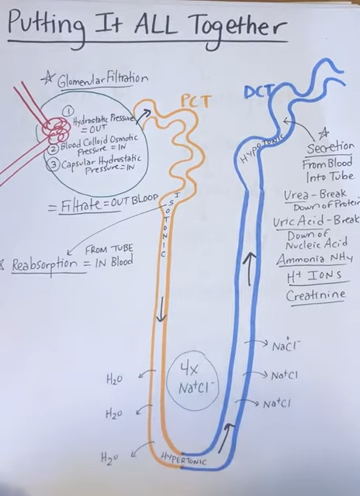 Putting It ALL Together
☆ Glomerular Filtration
① Hydrostatic Pressure
= OUT
② Blood Colloid Osmotic
Pressure = IN
③ Capsular Hydrostatic
Pressure = IN
= Filtrate = OUT BLOOD
FROM TUBE
Reabsorption = IN Blood
PCT
ISOTONIC
H2O
H2O
H2O
HYPERTONIC
4x
Na+Cl-
Na+Cl-
Na+Cl
Na+Cl
HYPOTONIC
DCT
☆
Secretion
From Blood
Into Tube
Urea - Break
Down of Protein
Uric Acid - Break
Down of
Nucleic Acid
Ammonia NH4
H+ IONS
Creatinine